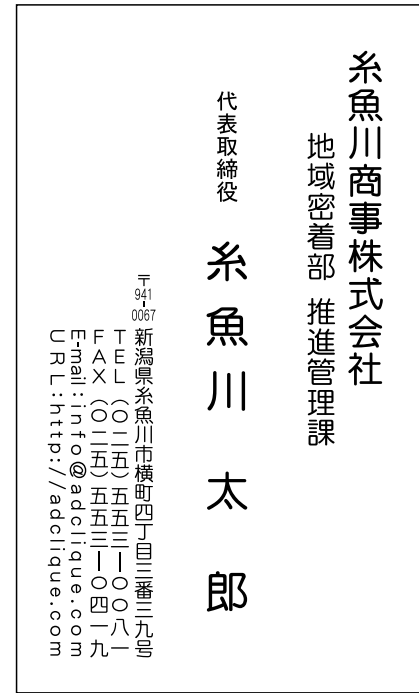 糸魚川商事株式会社
地域密着部 推進管理課
代表取締役 糸魚川 太郎
〒941-0067 新潟県糸魚川市横町四丁目三番三九号
TEL(〇二五)五五三ー〇〇八一
FAX(〇二五)五五三ー〇四一九
E-mail:info@adclique.com
URL:http://adclique.com